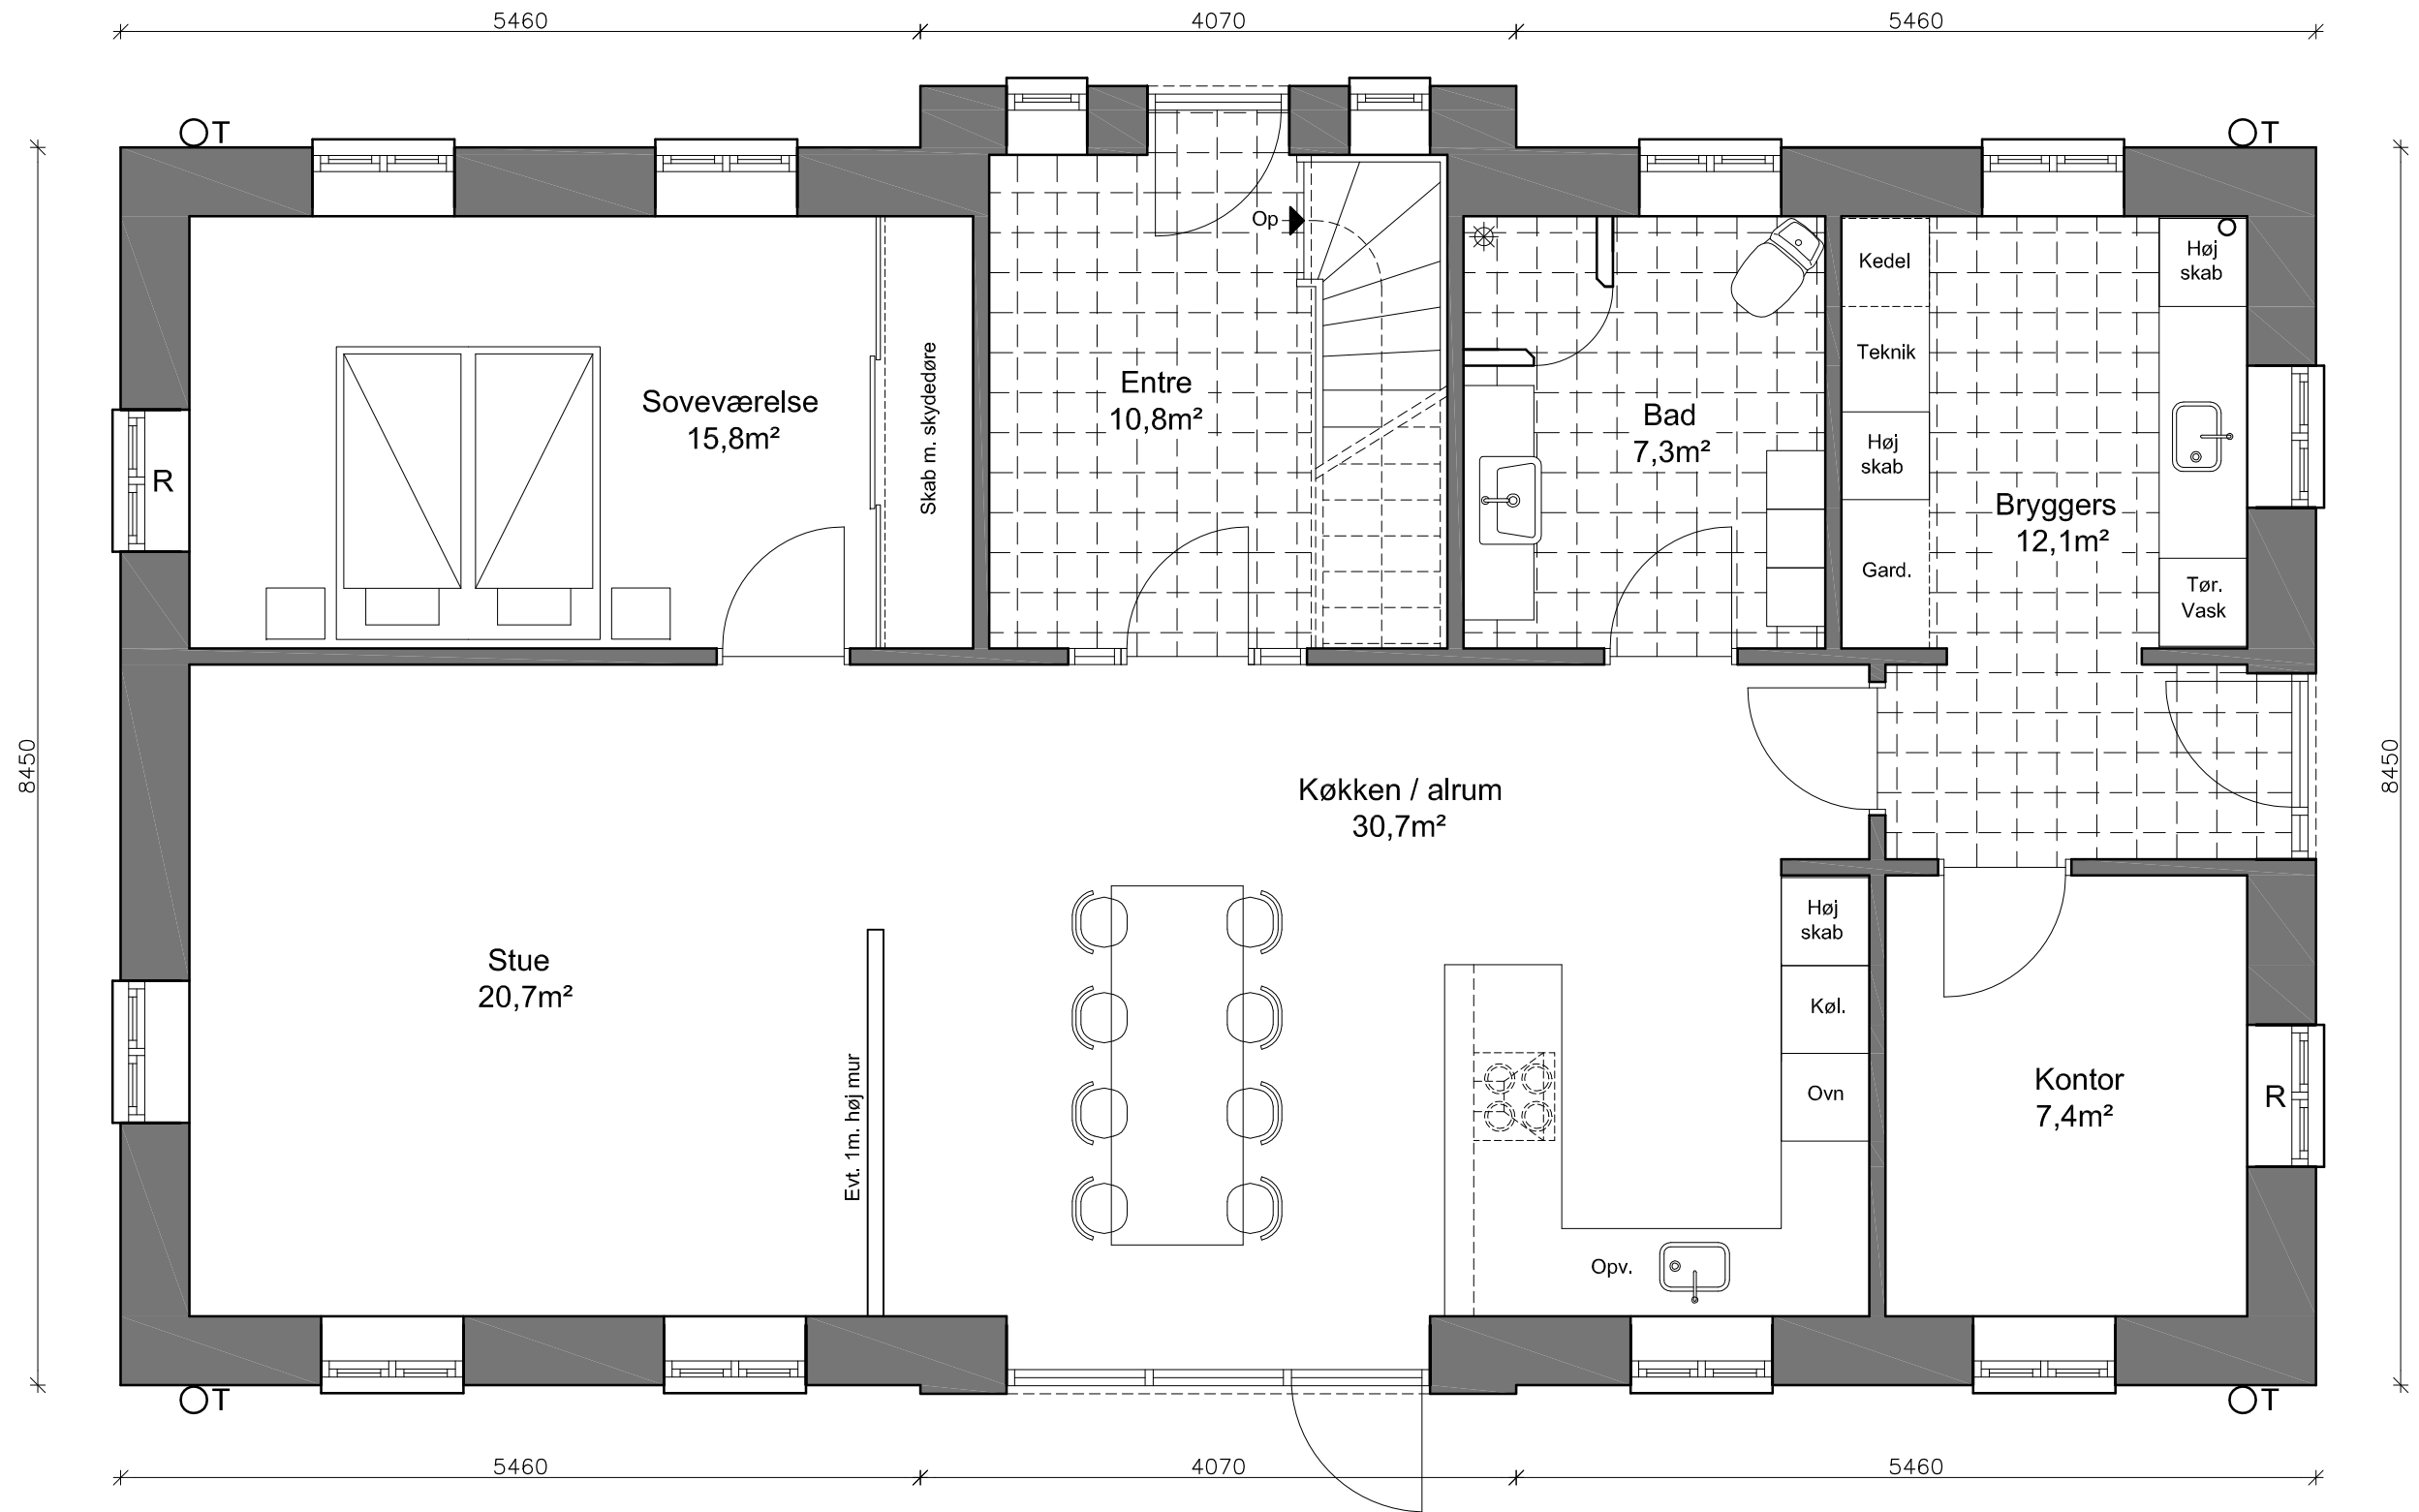 5460
4070
5460
T
T
Op
Høj
skab
Kedel
Teknik
Skab m. skydedøre
Entre
10,8m²
Soveværelse
15,8m²
Bad
7,3m²
Høj
skab
R
Bryggers
12,1m²
Gard.
Tør.
Vask
8450
8450
Køkken / alrum
30,7m²
Høj
skab
Stue
20,7m²
Køl.
Evt. 1m. høj mur
Ovn
Kontor
7,4m²
R
Opv.
T
T
5460
4070
5460